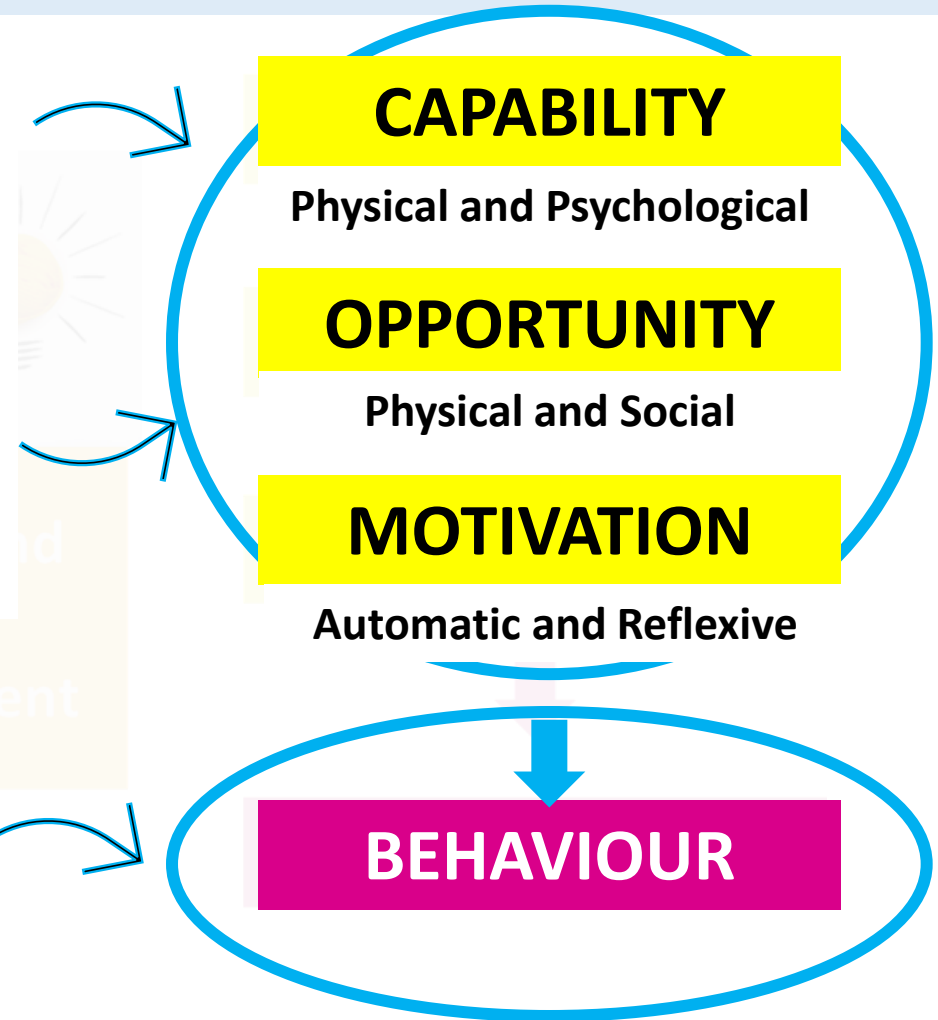 CAPABILITY
Physical and Psychological
OPPORTUNITY
Physical and Social
MOTIVATION
Automatic and Reflexive
BEHAVIOUR